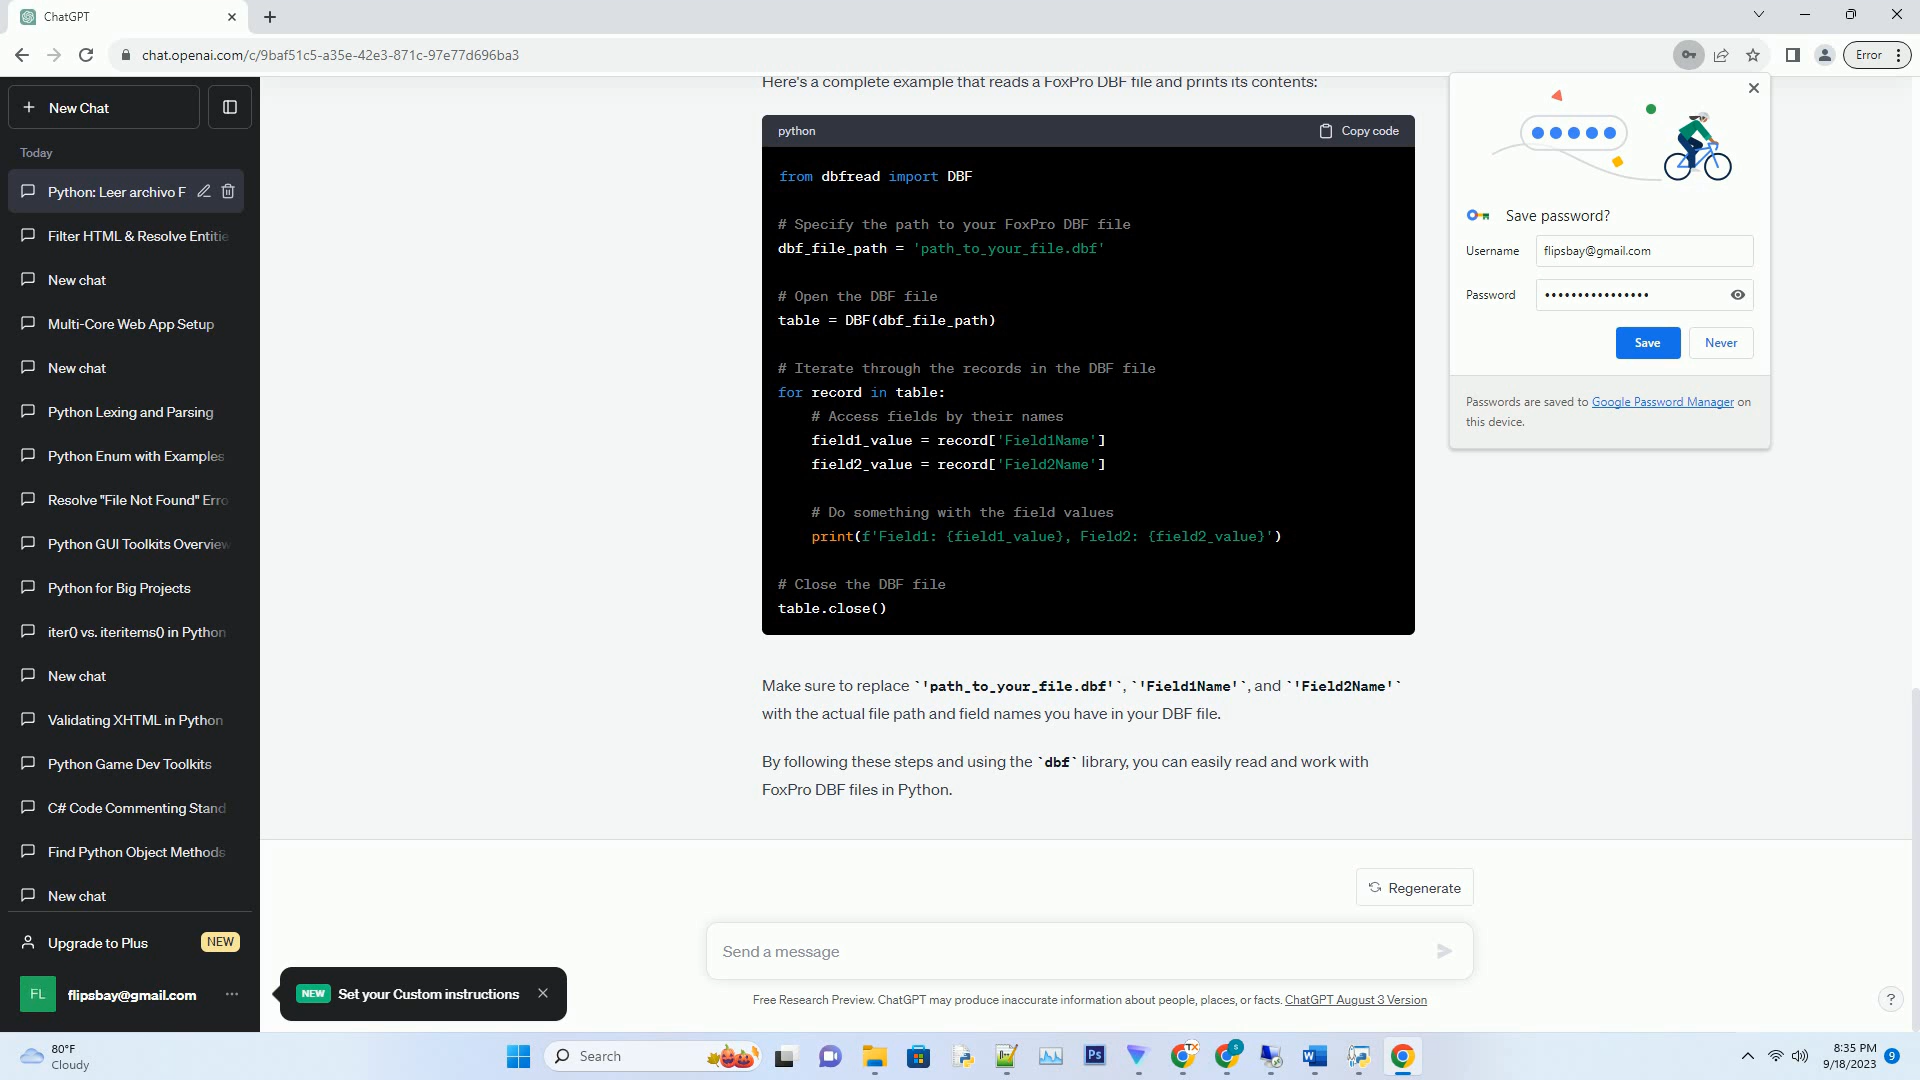 ChatGPT
chat.openai.com/c/9baf51c5-a35e-42e3-871c-97e77d696ba3
Error
New Chat
Today
Python: Leer archivo F
Filter HTML & Resolve Entitie
New chat
Multi-Core Web App Setup
New chat
Python Lexing and Parsing
Python Enum with Examples
Resolve "File Not Found" Erro
Python GUI Toolkits Overview
Python for Big Projects
iter() vs. iteritems() in Python
New chat
Validating XHTML in Python
Python Game Dev Toolkits
C# Code Commenting Stand
Find Python Object Methods
New chat
Upgrade to Plus
NEW
FL
flipsbay@gmail.com
Here's a complete example that reads a FoxPro DBF file and prints its contents:
python
Copy code
from dbfread import DBF
# Specify the path to your FoxPro DBF file
dbf_file_path = 'path_to_your_file.dbf'
# Open the DBF file
table = DBF(dbf_file_path)
# Iterate through the records in the DBF file
for record in table:
    # Access fields by their names
    field1_value = record['Field1Name']
    field2_value = record['Field2Name']
    # Do something with the field values
    print(f'Field1: {field1_value}, Field2: {field2_value}')
# Close the DBF file
table.close()
Make sure to replace `'path_to_your_file.dbf'`, `'Field1Name'`, and `'Field2Name'`
with the actual file path and field names you have in your DBF file.
By following these steps and using the `dbf` library, you can easily read and work with
FoxPro DBF files in Python.
Regenerate
Send a message
NEW Set your Custom instructions
Free Research Preview. ChatGPT may produce inaccurate information about people, places, or facts. ChatGPT August 3 Version
?
Save password?
Username
flipsbay@gmail.com
Password
••••••••••••••••
Save
Never
Passwords are saved to Google Password Manager on
this device.
80°F
Cloudy
Search
Ps
8:35 PM
9/18/2023
9